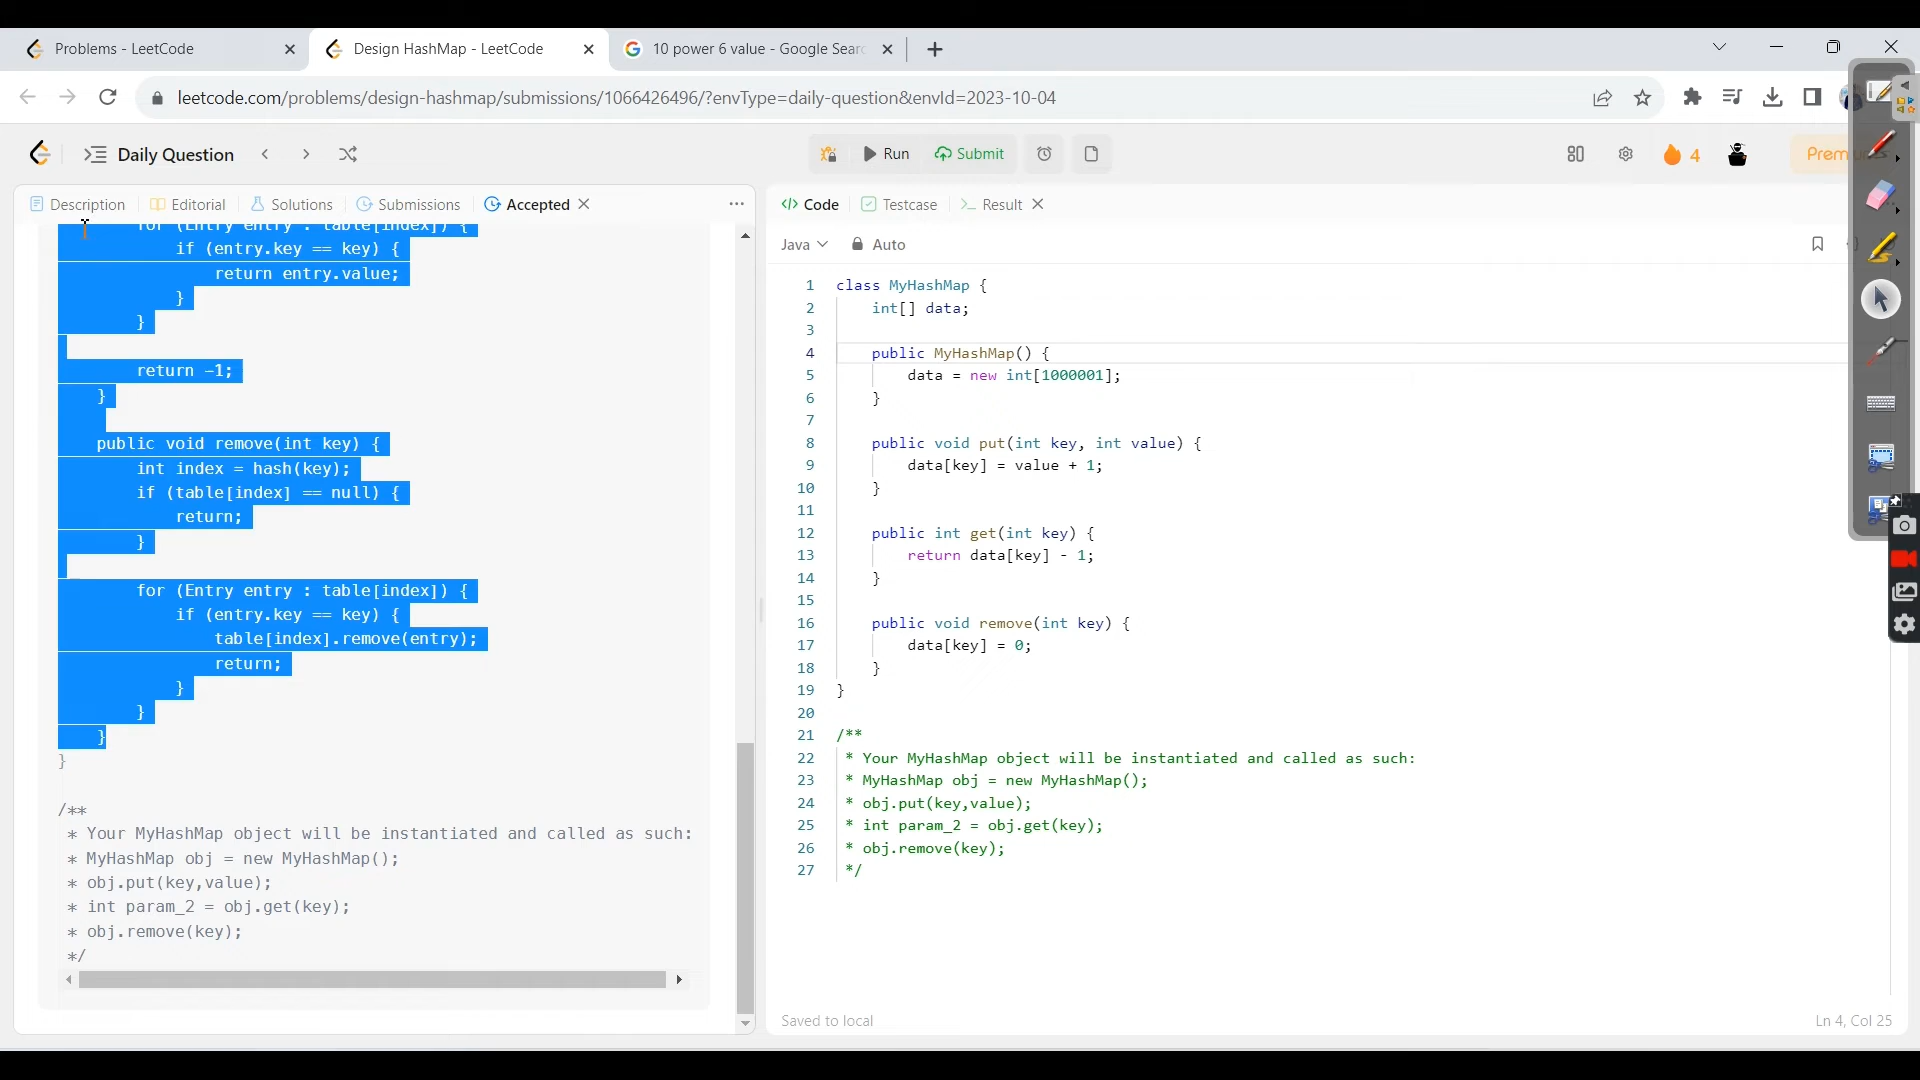 Problems - LeetCode
Design HashMap - LeetCode
10 power 6 value - Google Searc
leetcode.com/problems/design-hashmap/submissions/1066426496/?envType=daily-question&envId=2023-10-04
Daily Question
Run
Submit
4
Premium
Description
Editorial
Solutions
Submissions
Accepted
for (Entry entry : table[index]) {
if (entry.key == key) {
return entry.value;
}
}
return -1;
}
public void remove(int key) {
int index = hash(key);
if (table[index] == null) {
return;
}
for (Entry entry : table[index]) {
if (entry.key == key) {
table[index].remove(entry);
return;
}
}
}
}
/**
* Your MyHashMap object will be instantiated and called as such:
* MyHashMap obj = new MyHashMap();
* obj.put(key,value);
* int param_2 = obj.get(key);
* obj.remove(key);
*/
Code
Testcase
Result
Java
Auto
1 class MyHashMap {
2 int[] data;
3
4 public MyHashMap() {
5 data = new int[1000001];
6 }
7
8 public void put(int key, int value) {
9 data[key] = value + 1;
10 }
11
12 public int get(int key) {
13 return data[key] - 1;
14 }
15
16 public void remove(int key) {
17 data[key] = 0;
18 }
19 }
20
21 /**
22 * Your MyHashMap object will be instantiated and called as such:
23 * MyHashMap obj = new MyHashMap();
24 * obj.put(key,value);
25 * int param_2 = obj.get(key);
26 * obj.remove(key);
27 */
Saved to local
Ln 4, Col 25